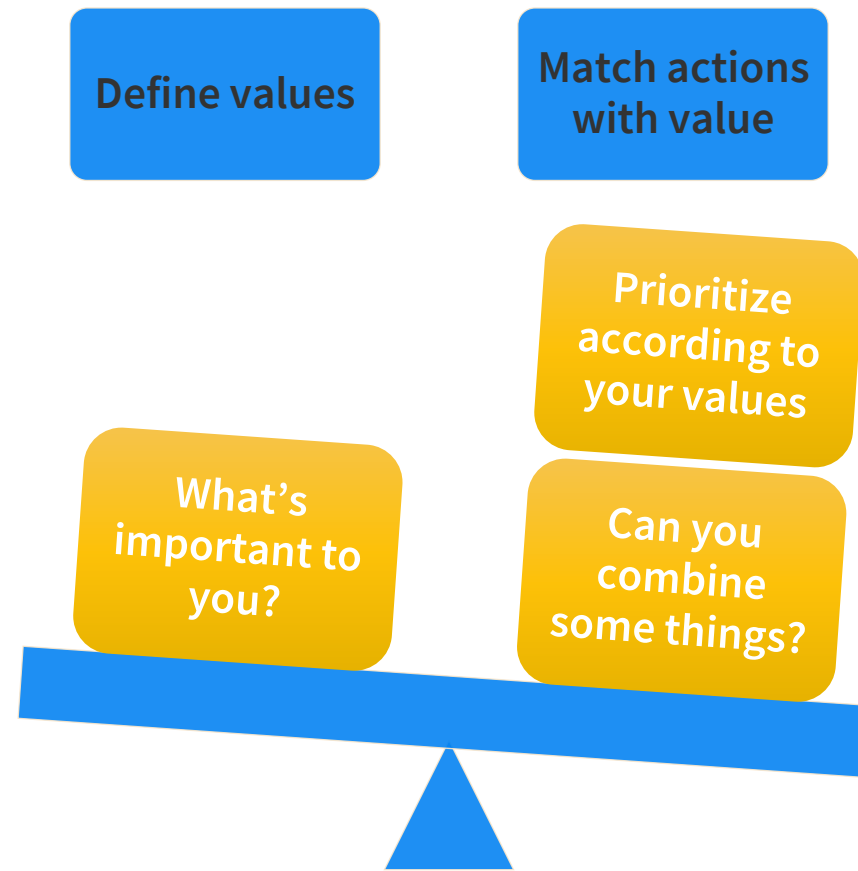 Define values
Match actions
with value
Prioritize
according to
your values
What’s
important to
you?
Can you
combine
some things?